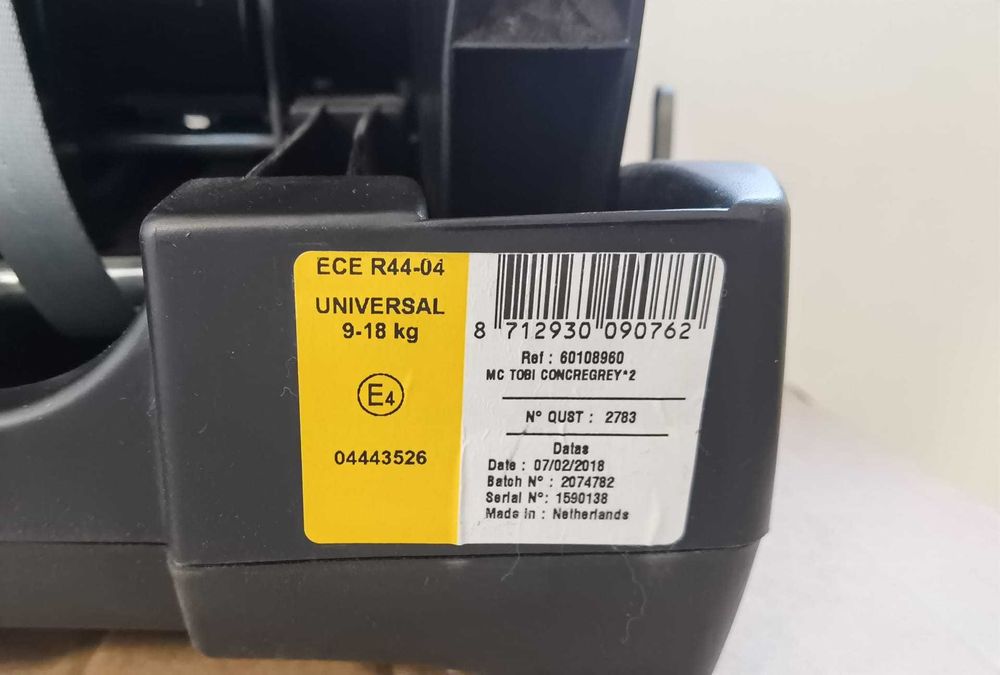 ECE R44-04
UNIVERSAL
9-18 kg
E4
04443526
8 712930 090762
Ref : 60108960
MC TOBI CONCREGREY*2
N° QUST : 2783
Datas
Date : 07/02/2018
Batch N° : 2074782
Serial N°: 1590138
Made in : Netherlands